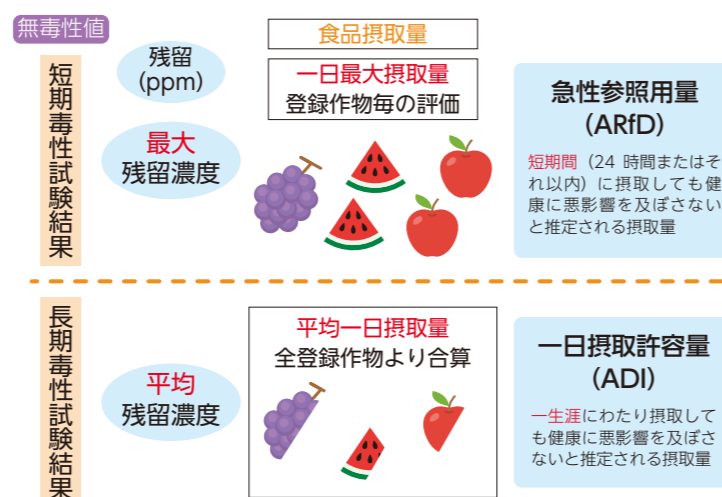 無毒性値
食品摂取量
短期毒性試験結果
残留
(ppm)
一日最大摂取量
登録作物毎の評価
最大
残留濃度
急性参照用量
(ARfD)
短期間（24 時間またはそ
れ以内）に摂取しても健
康に悪影響を及ぼさない
と推定される摂取量
長期毒性試験結果
平均
残留濃度
平均一日摂取量
全登録作物より合算
一日摂取許容量
(ADI)
一生涯にわたり摂取して
も健康に悪影響を及ぼさ
ないと推定される摂取量